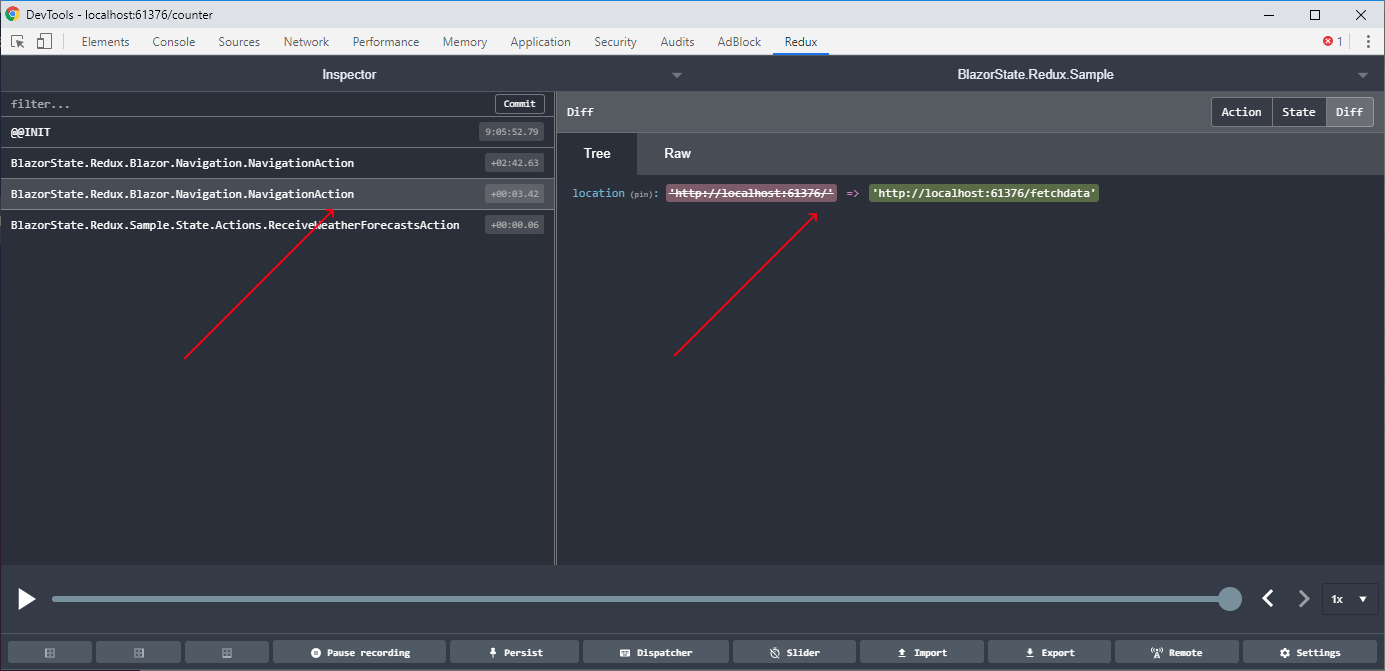 DevTools - localhost:61376/counter
Elements Console Sources Network Performance Memory Application Security Audits AdBlock Redux 1
Inspector BlazorState.Redux.Sample
filter... Commit
Diff Action State Diff
@@INIT 9:05:52.79
Tree Raw
BlazorState.Redux.Blazor.Navigation.NavigationAction +02:42.63
BlazorState.Redux.Blazor.Navigation.NavigationAction +00:03.42
location (pin): 'http://localhost:61376/' => 'http://localhost:61376/fetchdata'
BlazorState.Redux.Sample.State.Actions.ReceiveWeatherForecastsAction +00:00.06
1x
Pause recording Persist Dispatcher Slider Import Export Remote Settings